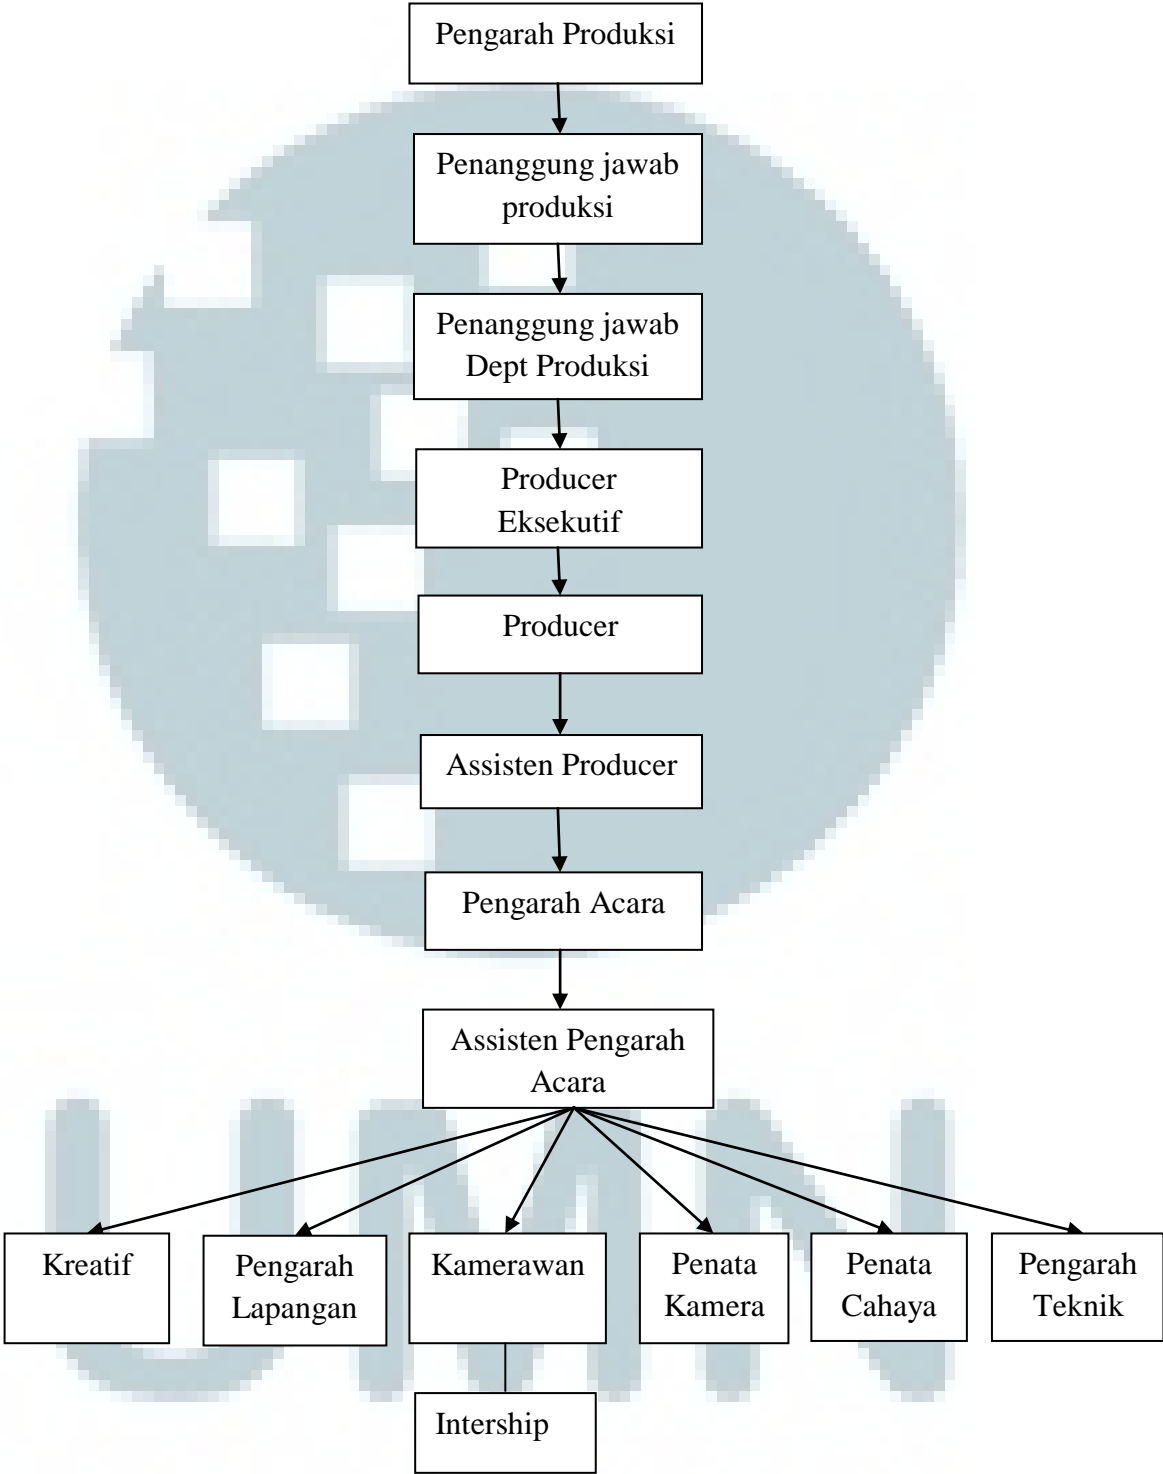 Pengarah Produksi
Penanggung jawab
produksi
Penanggung jawab
Dept Produksi
Producer
Eksekutif
Producer
Assisten Producer
Pengarah Acara
Assisten Pengarah
Acara
Kreatif
Pengarah
Lapangan
Kamerawan
Penata
Kamera
Penata
Cahaya
Pengarah
Teknik
Intership
UMN